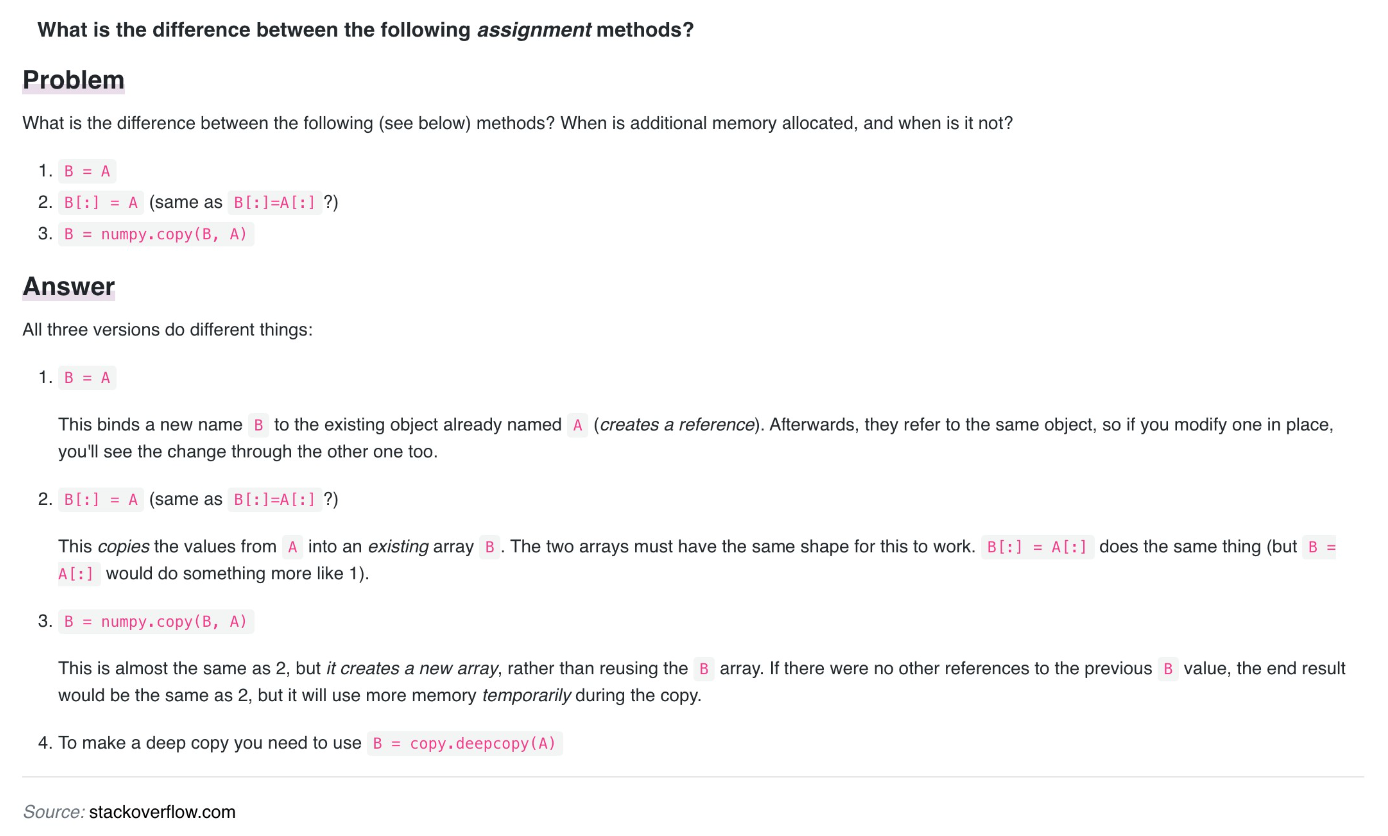 What is the difference between the following assignment methods?
Problem
What is the difference between the following (see below) methods? When is additional memory allocated, and when is it not?
1. B = A
2. B[:] = A (same as B[:]=A[:] ?)
3. B = numpy.copy(B, A)
Answer
All three versions do different things:
1. B = A
This binds a new name B to the existing object already named A (creates a reference). Afterwards, they refer to the same object, so if you modify one in place,
you'll see the change through the other one too.
2. B[:] = A (same as B[:]=A[:] ?)
This copies the values from A into an existing array B . The two arrays must have the same shape for this to work. B[:] = A[:] does the same thing (but B =
A[:] would do something more like 1).
3. B = numpy.copy(B, A)
This is almost the same as 2, but it creates a new array, rather than reusing the B array. If there were no other references to the previous B value, the end result
would be the same as 2, but it will use more memory temporarily during the copy.
4. To make a deep copy you need to use B = copy.deepcopy(A)
Source: stackoverflow.com